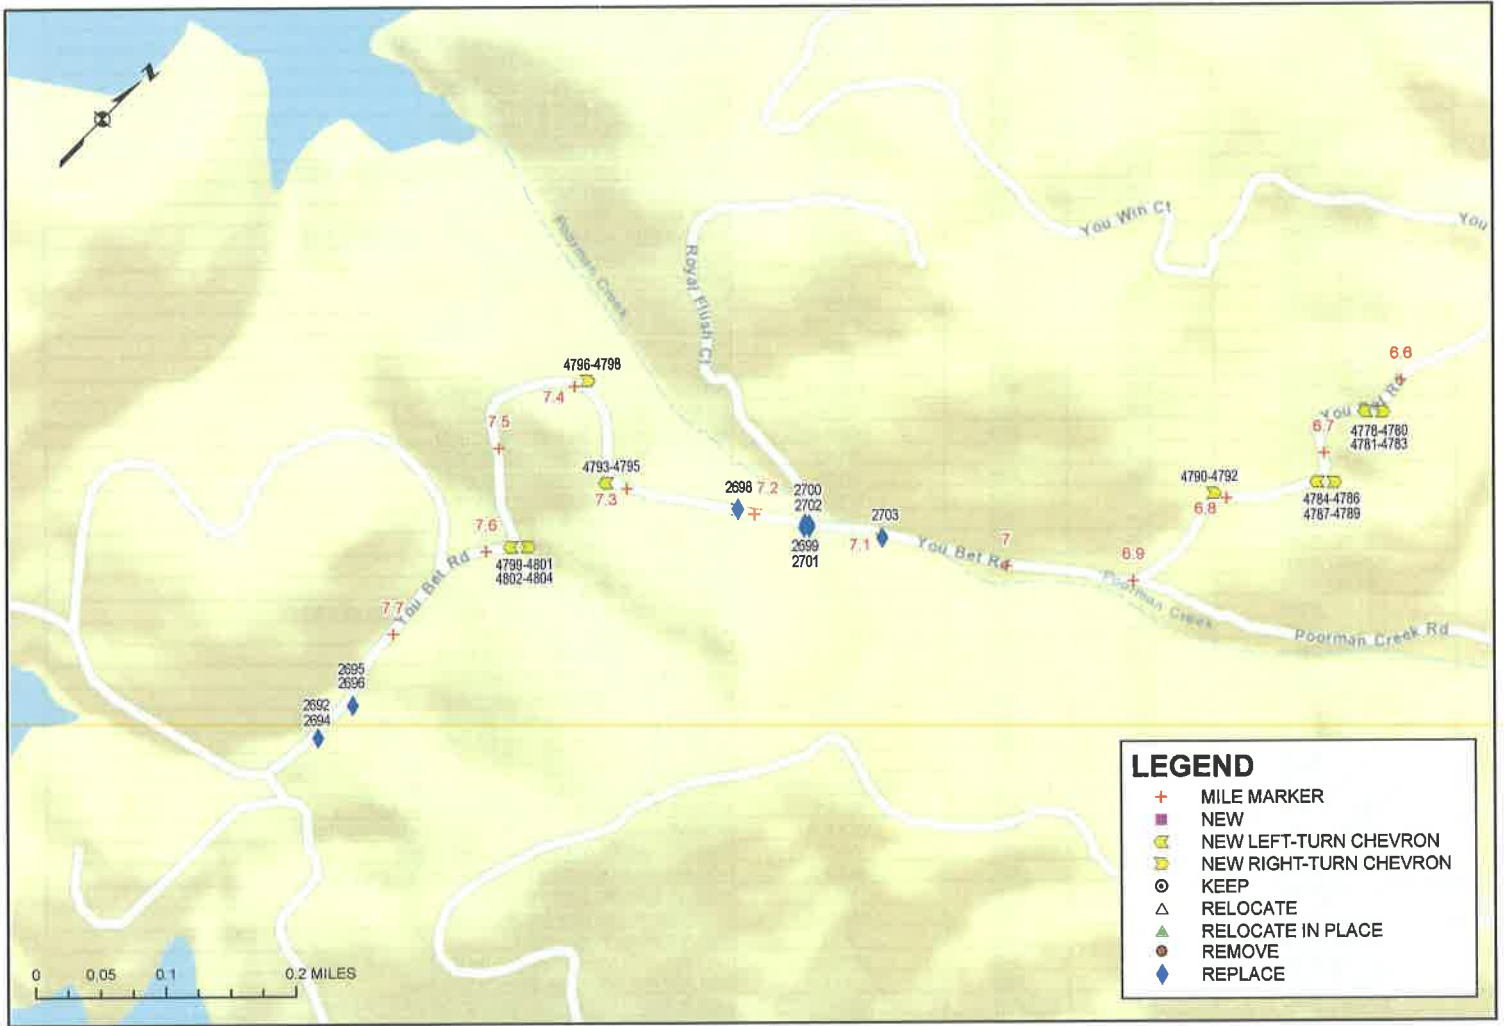 N
You Win Ct
You
Poorman Creek
Royal Flush Ct
6.6
4796-4798
7.4
You Rd
6.7
4778-4780
4781-4783
7.5
4793-4795
7.3
4790-4792
6.8
4784-4786
4787-4789
2698
7.2
2700
2702
2699
2701
2703
7.1
You Bet Rd
7
6.9
7.6
4799-4801
4802-4804
You Bet Rd
7.7
Poorman Creek
Poorman Creek Rd
2695
2696
2692
2694
LEGEND
MILE MARKER
NEW
NEW LEFT-TURN CHEVRON
NEW RIGHT-TURN CHEVRON
KEEP
RELOCATE
RELOCATE IN PLACE
REMOVE
REPLACE
0 0.05 0.1 0.2 MILES